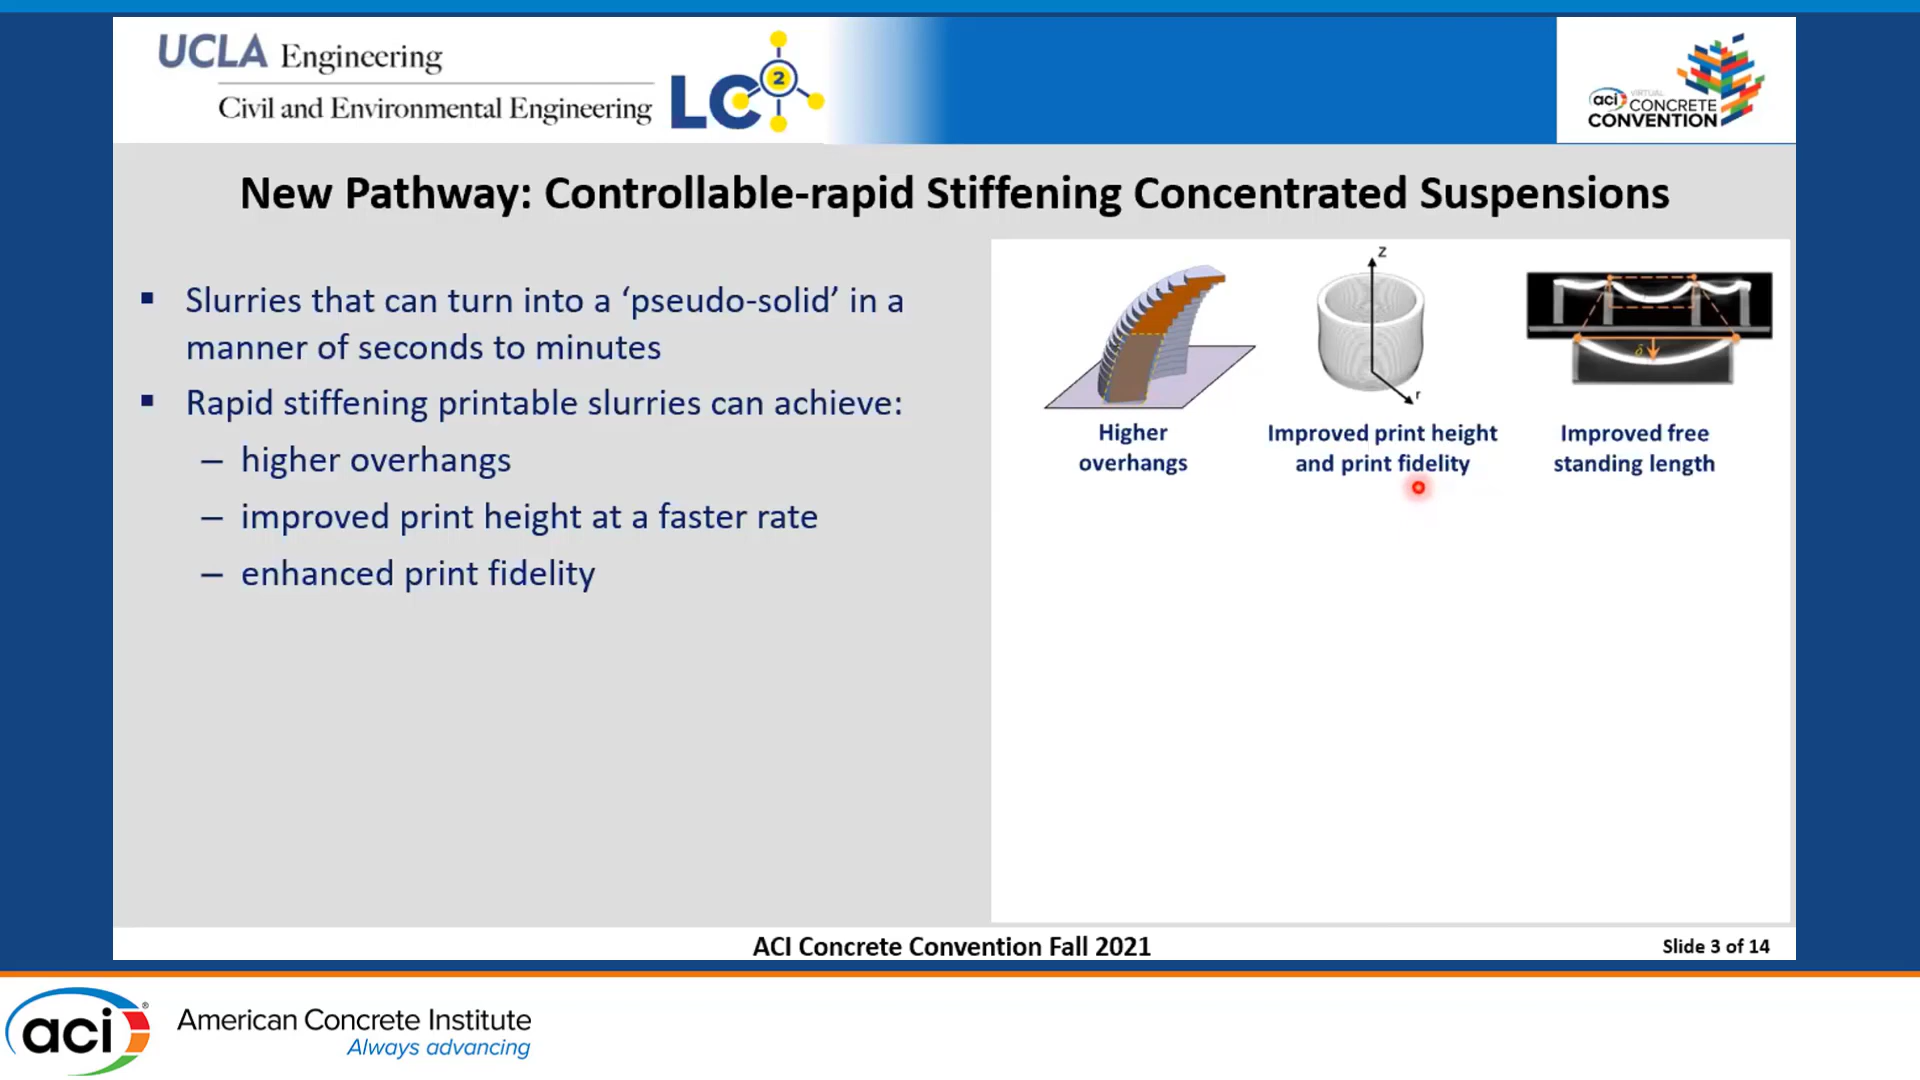 UCLA Engineering
Civil and Environmental Engineering
LC2
aci VIRTUAL
CONCRETE
CONVENTION
New Pathway: Controllable-rapid Stiffening Concentrated Suspensions
▪ Slurries that can turn into a ‘pseudo-solid’ in a
manner of seconds to minutes
▪ Rapid stiffening printable slurries can achieve:
– higher overhangs
– improved print height at a faster rate
– enhanced print fidelity
z
r
δ
Higher
overhangs
Improved print height
and print fidelity
Improved free
standing length
ACI Concrete Convention Fall 2021
Slide 3 of 14
aci®
American Concrete Institute
Always advancing